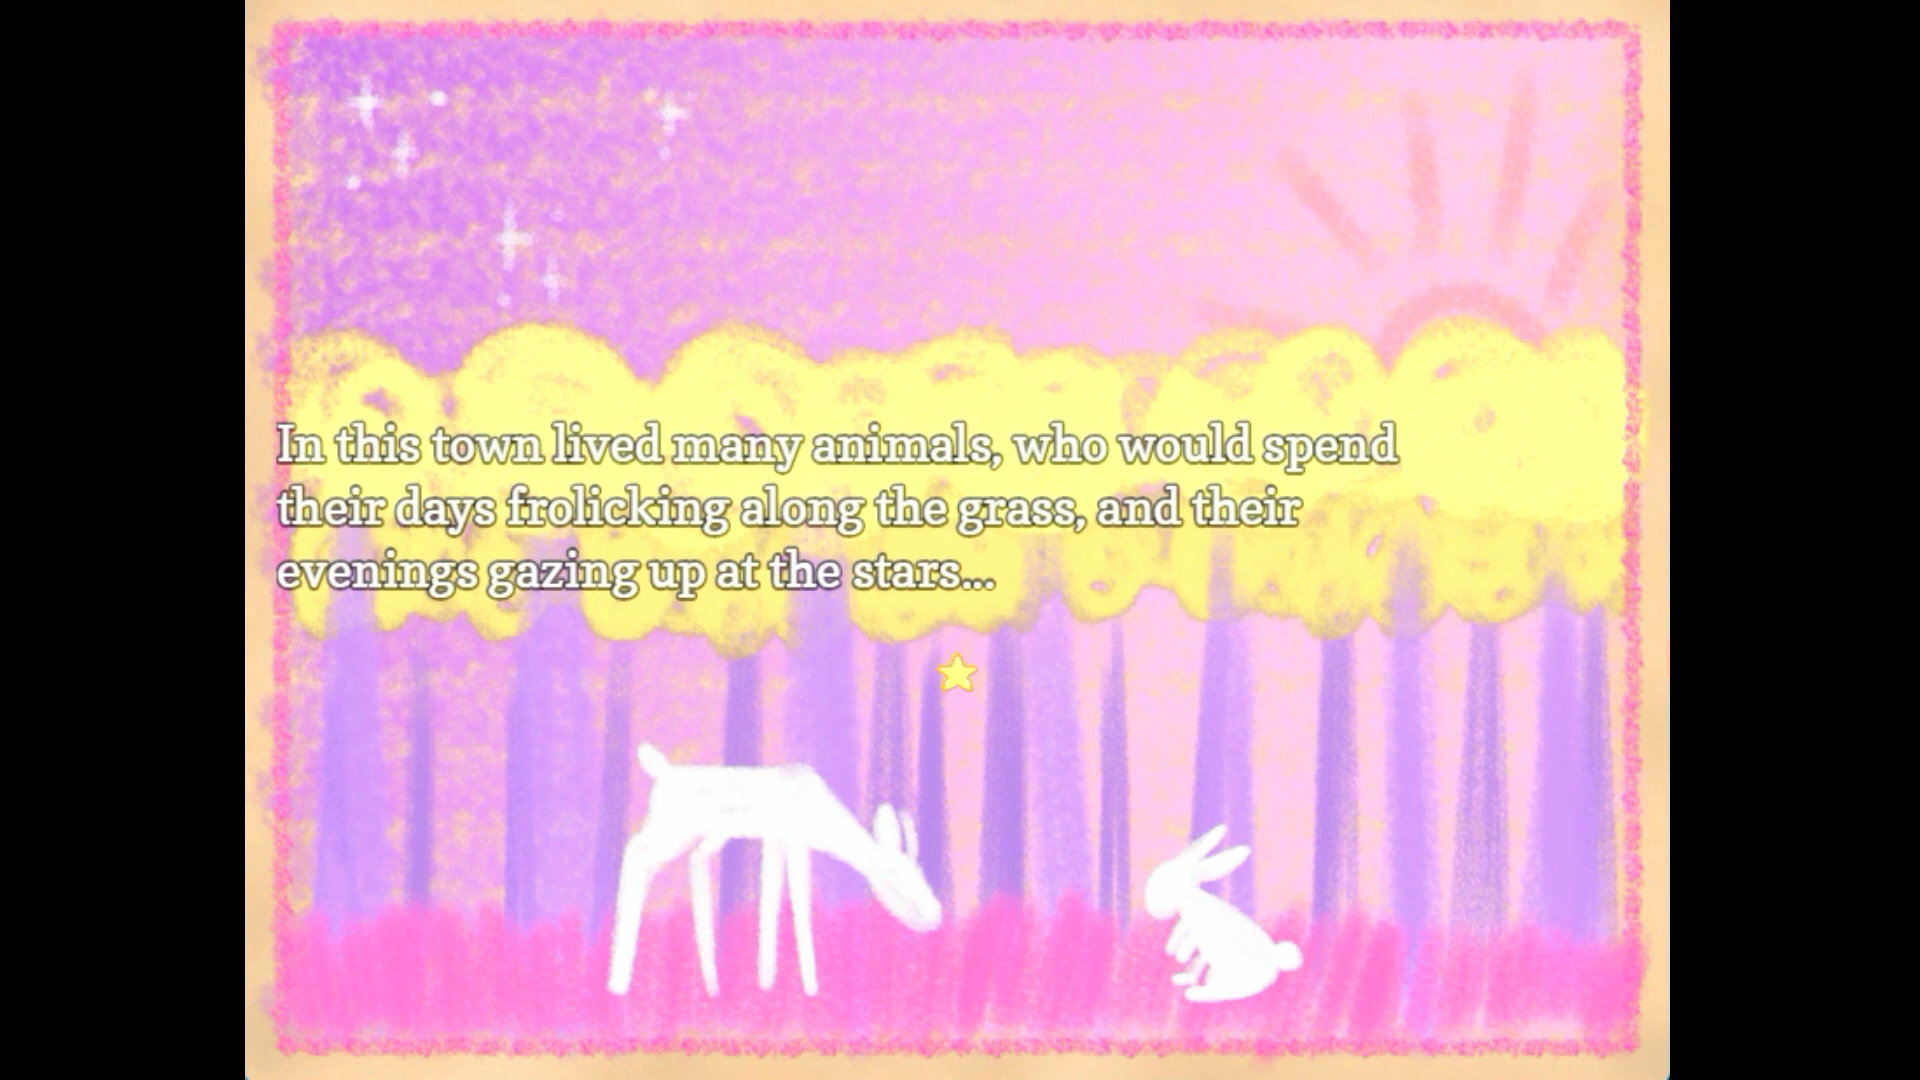 In this town lived many animals, who would spend
their days frolicking along the grass, and their
evenings gazing up at the stars...